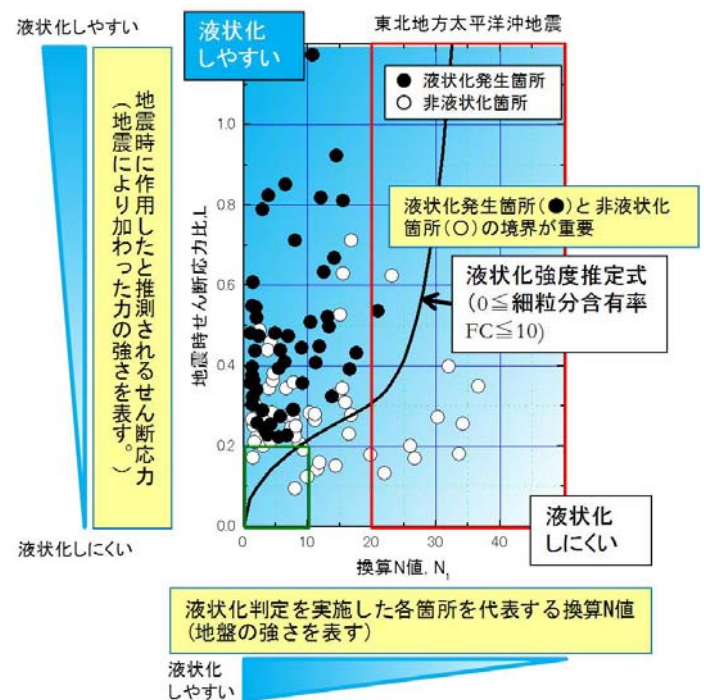 液状化しやすい
液状化
しやすい
東北地方太平洋沖地震
● 液状化発生箇所
○ 非液状化箇所
地震時に作用したと推測されるせん断応力
(地震により加わった力の強さを表す。)
地震時せん断応力比, L
1.0
0.8
0.6
0.4
0.2
0.0
液状化発生箇所(●)と非液状化
箇所(○)の境界が重要
液状化強度推定式
(0≦細粒分含有率
FC≦10)
液状化
しにくい
液状化しにくい
0
10
20
30
40
換算N値, N1
液状化判定を実施した各箇所を代表する換算N値
(地盤の強さを表す)
液状化
しやすい